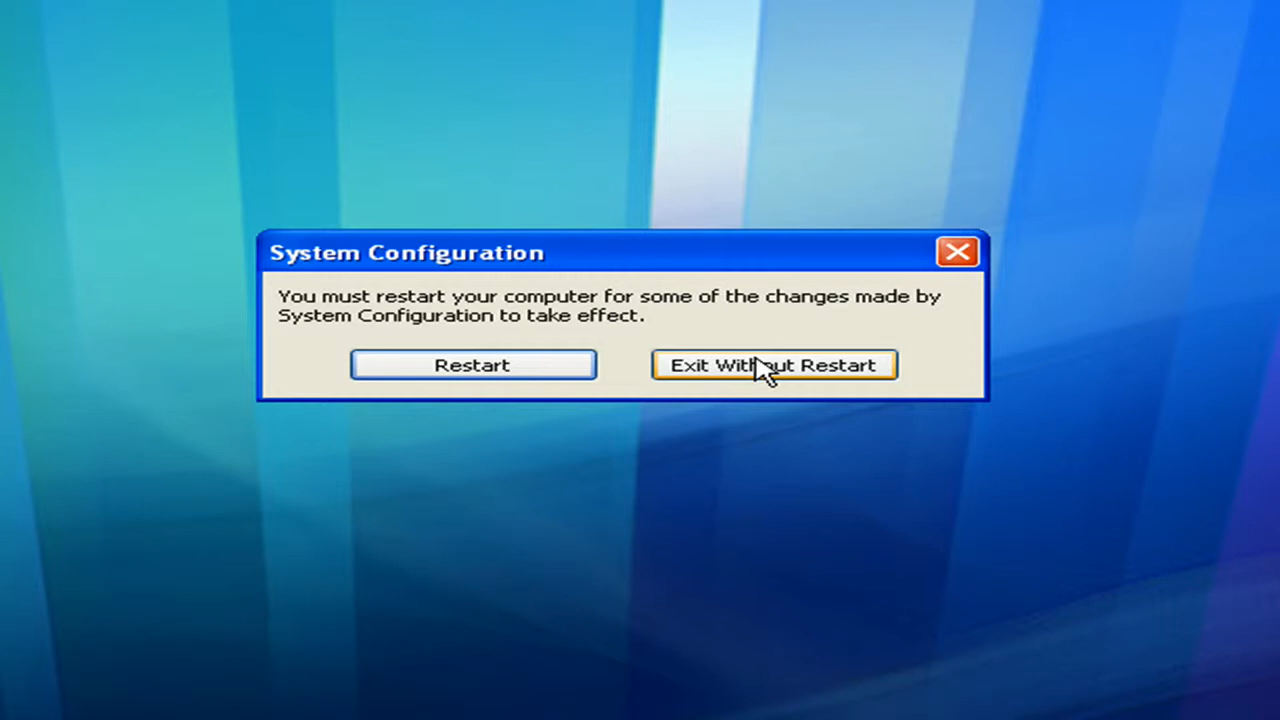 System Configuration
You must restart your computer for some of the changes made by
System Configuration to take effect.
Restart
Exit Without Restart